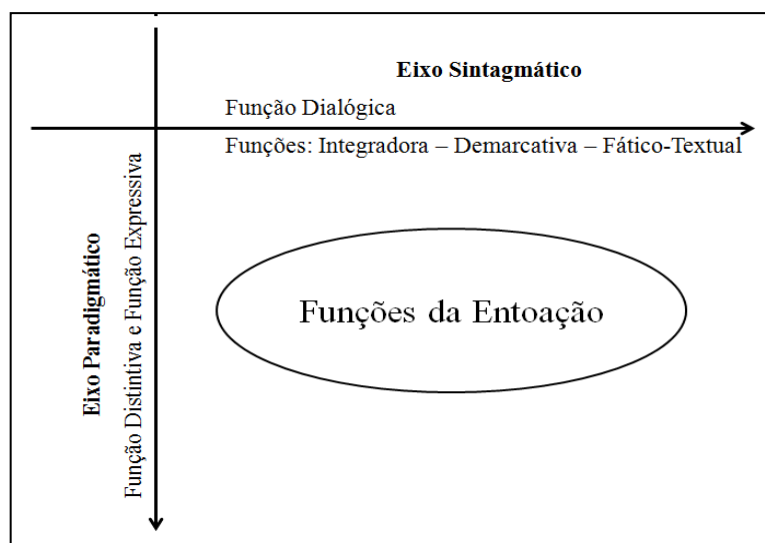 Eixo Sintagmático
Função Dialógica
Funções: Integradora – Demarcativa – Fático-Textual
Eixo Paradigmático
Função Distintiva e Função Expressiva
Funções da Entoação